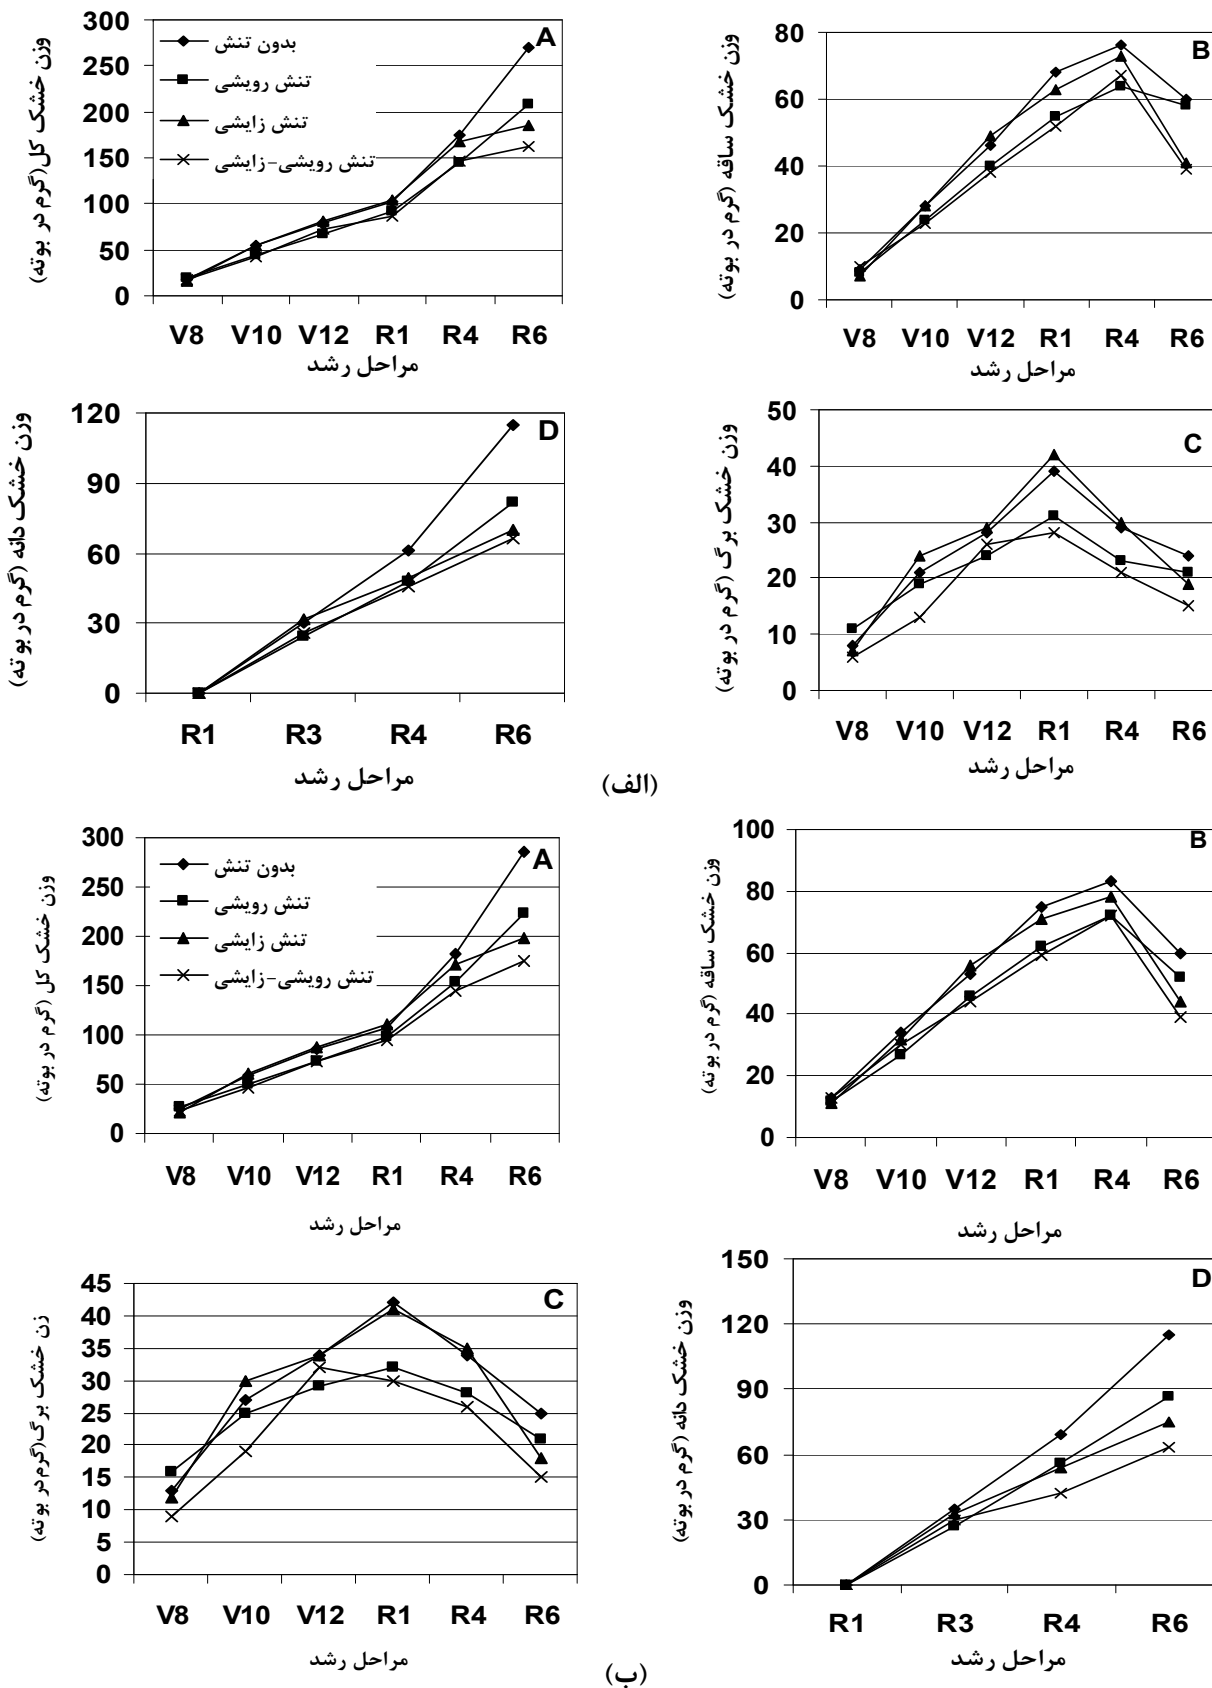 وزن خشک کل(گرم در بوته)
300
250
200
150
100
50
0
A
بدون تنش
تنش رویشی
تنش زایشی
تنش رویشی-زایشی
V8 V10 V12 R1 R4 R6
مراحل رشد
وزن خشک ساقه (گرم در بوته)
80
60
40
20
0
B
V8 V10 V12 R1 R4 R6
مراحل رشد
وزن خشک دانه (گرم در بوته)
120
90
60
30
0
D
R1 R3 R4 R6
مراحل رشد
وزن خشک برگ (گرم در بوته)
50
40
30
20
10
0
C
V8 V10 V12 R1 R4 R6
مراحل رشد
(الف)
وزن خشک کل (گرم در بوته)
300
250
200
150
100
50
0
A
بدون تنش
تنش رویشی
تنش زایشی
تنش رویشی-زایشی
V8 V10 V12 R1 R4 R6
مراحل رشد
وزن خشک ساقه (گرم در بوته)
100
80
60
40
20
0
B
V8 V10 V12 R1 R4 R6
مراحل رشد
زن خشک برگ(گرم در بوته)
45
40
35
30
25
20
15
10
5
0
C
V8 V10 V12 R1 R4 R6
مراحل رشد
وزن خشک دانه (گرم در بوته)
150
120
90
60
30
0
D
R1 R3 R4 R6
مراحل رشد
(ب)